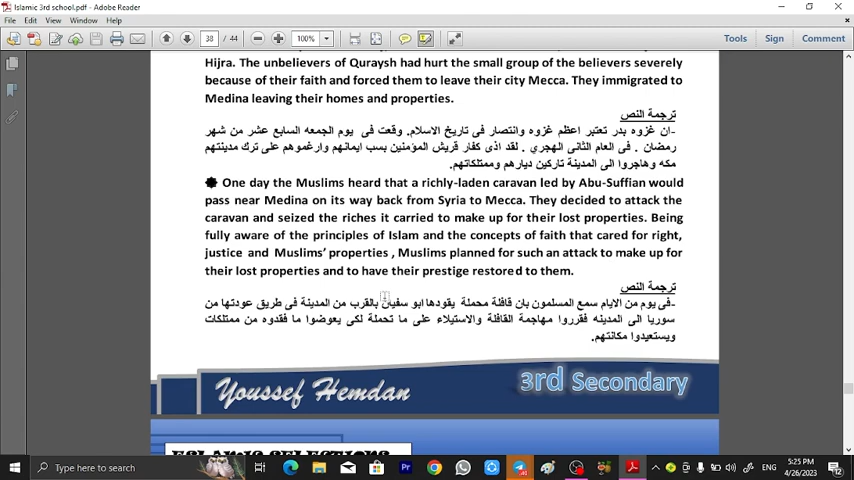 Islamic 3rd school.pdf - Adobe Reader
File Edit View Window Help
38 / 44 100% Tools Sign Comment
Hijra. The unbelievers of Quraysh had hurt the small group of the believers severely
because of their faith and forced them to leave their city Mecca. They immigrated to
Medina leaving their homes and properties.
ترجمة النص
-ان غزوه بدر تعتبر اعظم غزوه وانتصار فى تاريخ الاسلام. وقعت فى يوم الجمعه السابع عشر من شهر
رمضان . فى العام الثانى الهجري . لقد اذى كفار قريش المؤمنين بسب ايمانهم وارغموهم على ترك مدينتهم
مكه وهاجروا الى المدينة تاركين ديارهم وممتلكاتهم.
One day the Muslims heard that a richly-laden caravan led by Abu-Suffian would
pass near Medina on its way back from Syria to Mecca. They decided to attack the
caravan and seized the riches it carried to make up for their lost properties. Being
fully aware of the principles of Islam and the concepts of faith that cared for right,
justice and Muslims' properties , Muslims planned for such an attack to make up for
their lost properties and to have their prestige restored to them.
ترجمة النص
-فى يوم من الايام سمع المسلمون بان قافلة محملة يقودها ابو سفيان بالقرب من المدينة فى طريق عودتها من
سوريا الى المدينه فقرروا مهاجمة القافلة والاستيلاء على ما تحملة لكى يعوضوا ما فقدوه من ممتلكات
ويستعيدوا مكانتهم.
Youssef Hemdan 3rd Secondary
Type here to search
ENG 5:25 PM
4/26/2023